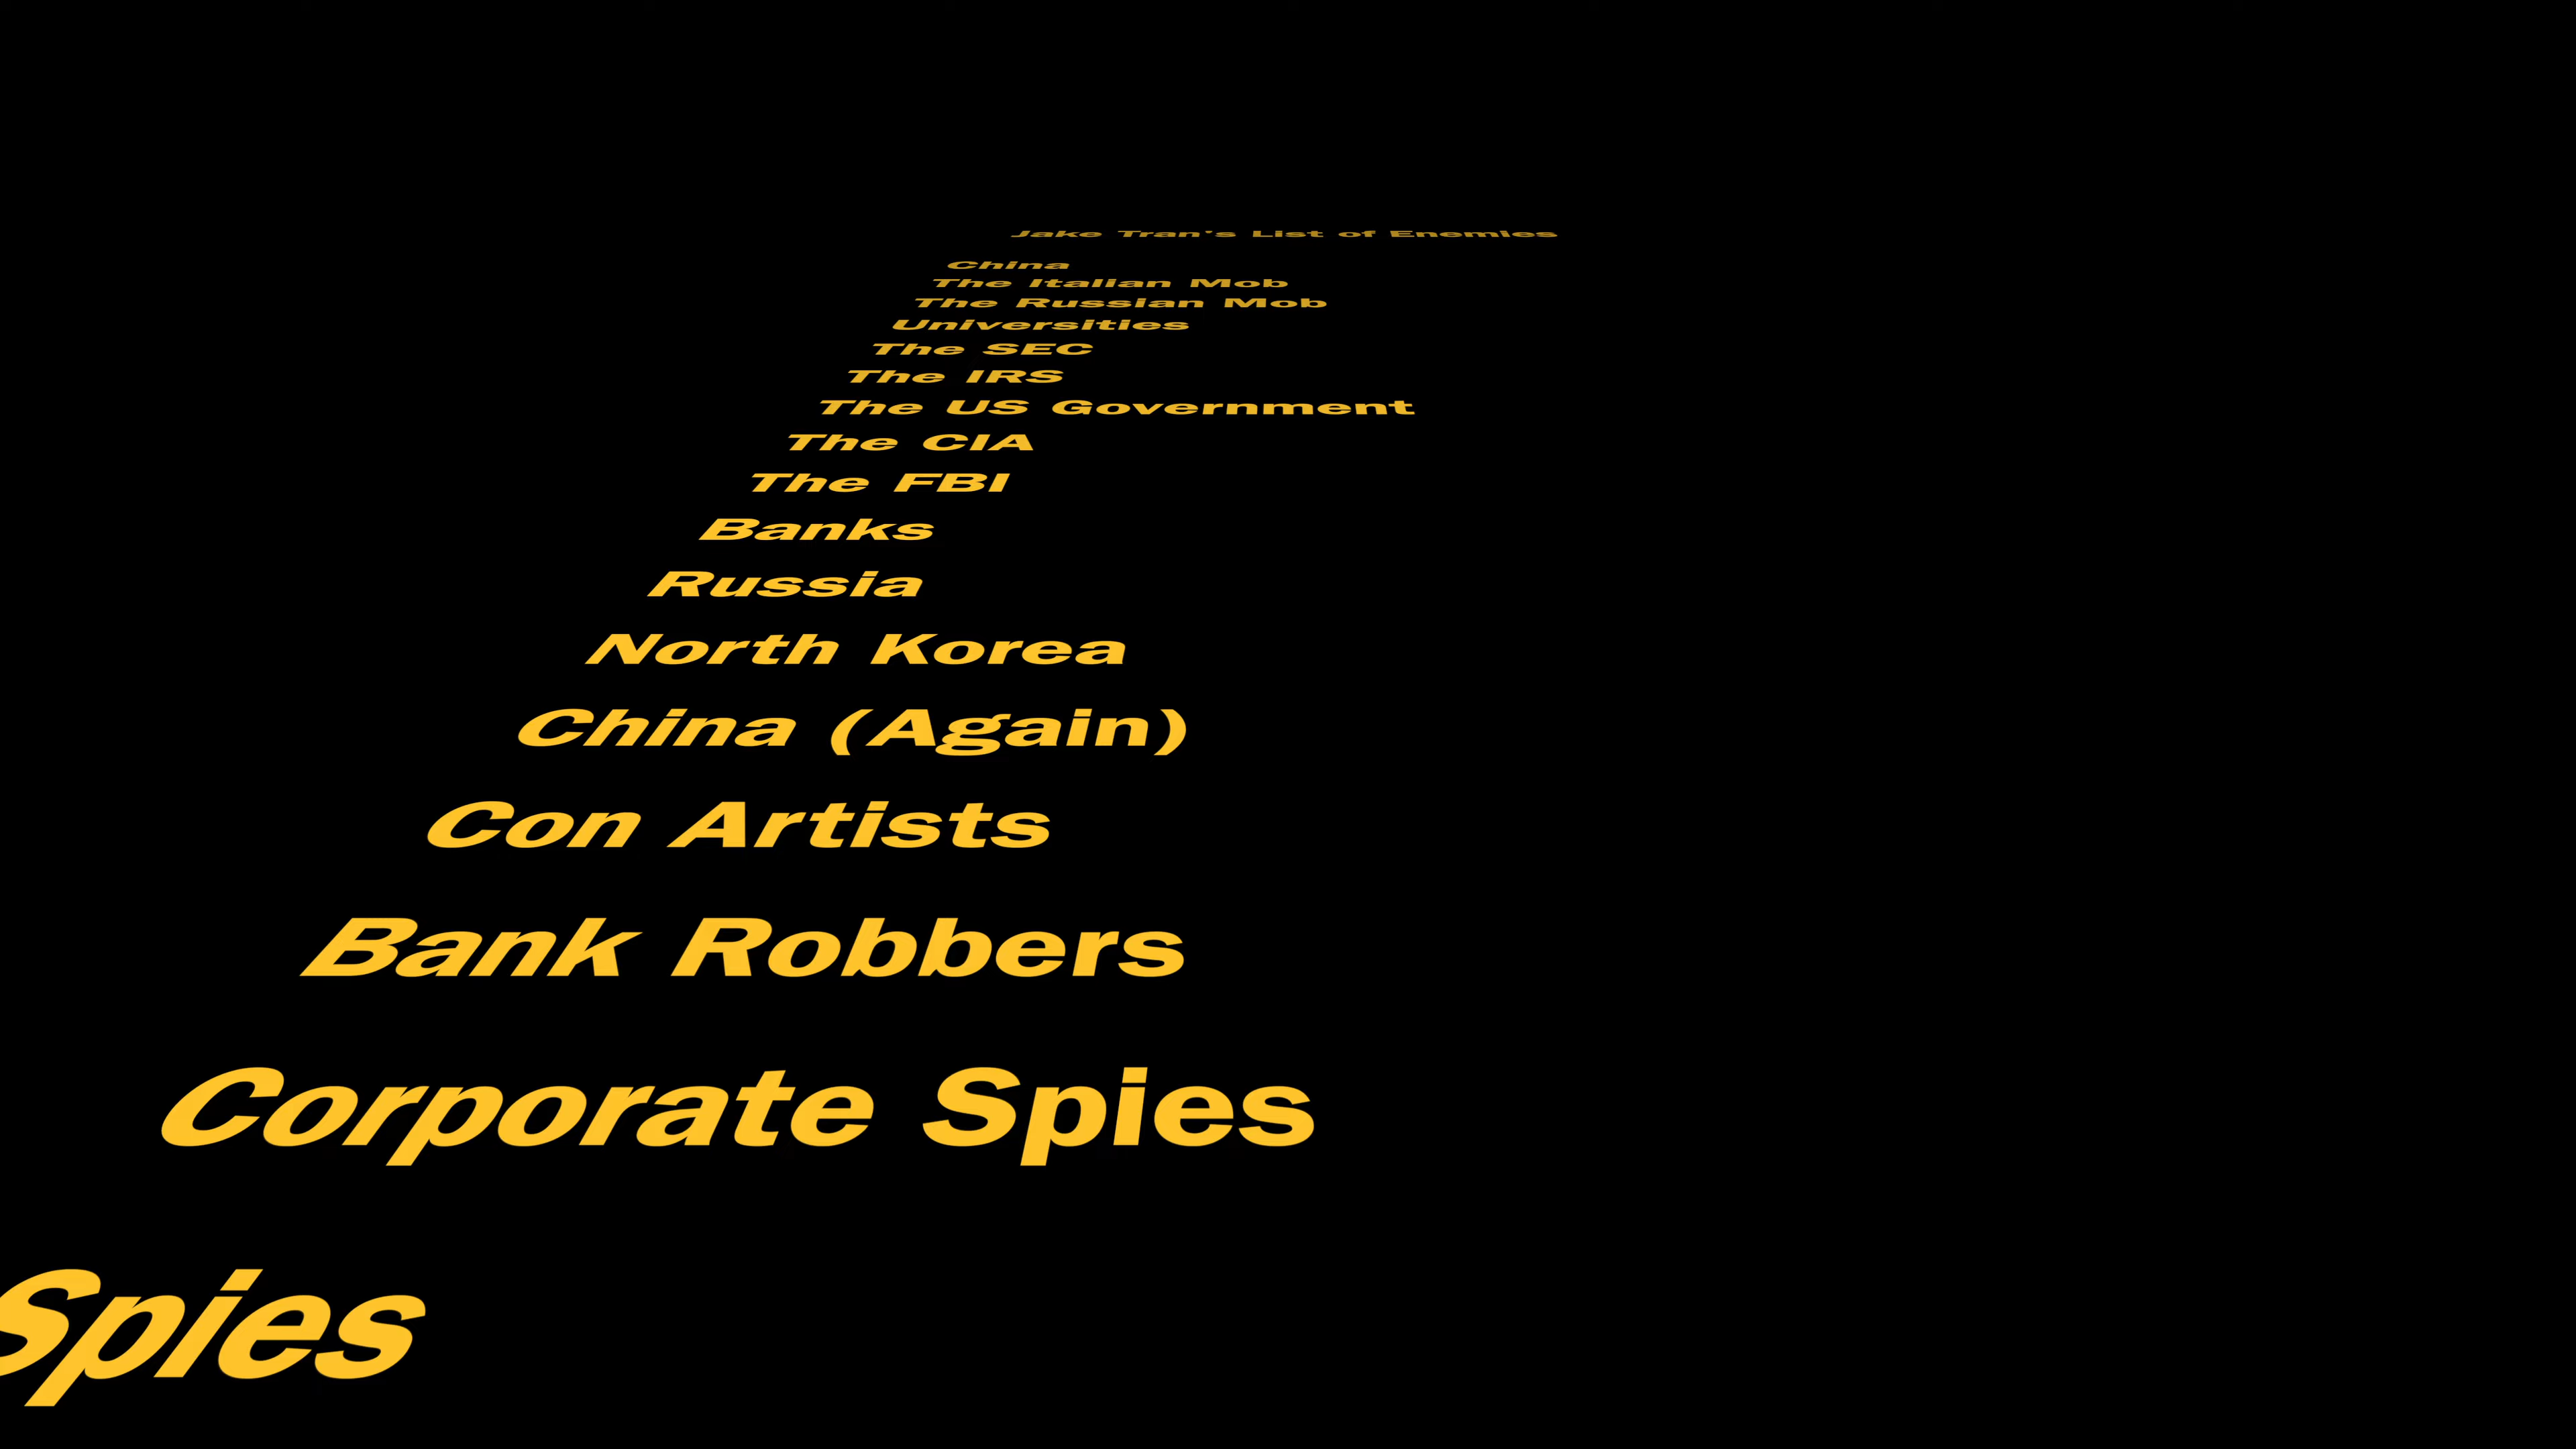 Jake Tran's List of Enemies
China
The Italian Mob
The Russian Mob
Universities
The SEC
The IRS
The US Government
The CIA
The FBI
Banks
Russia
North Korea
China (Again)
Con Artists
Bank Robbers
Corporate Spies
Spies